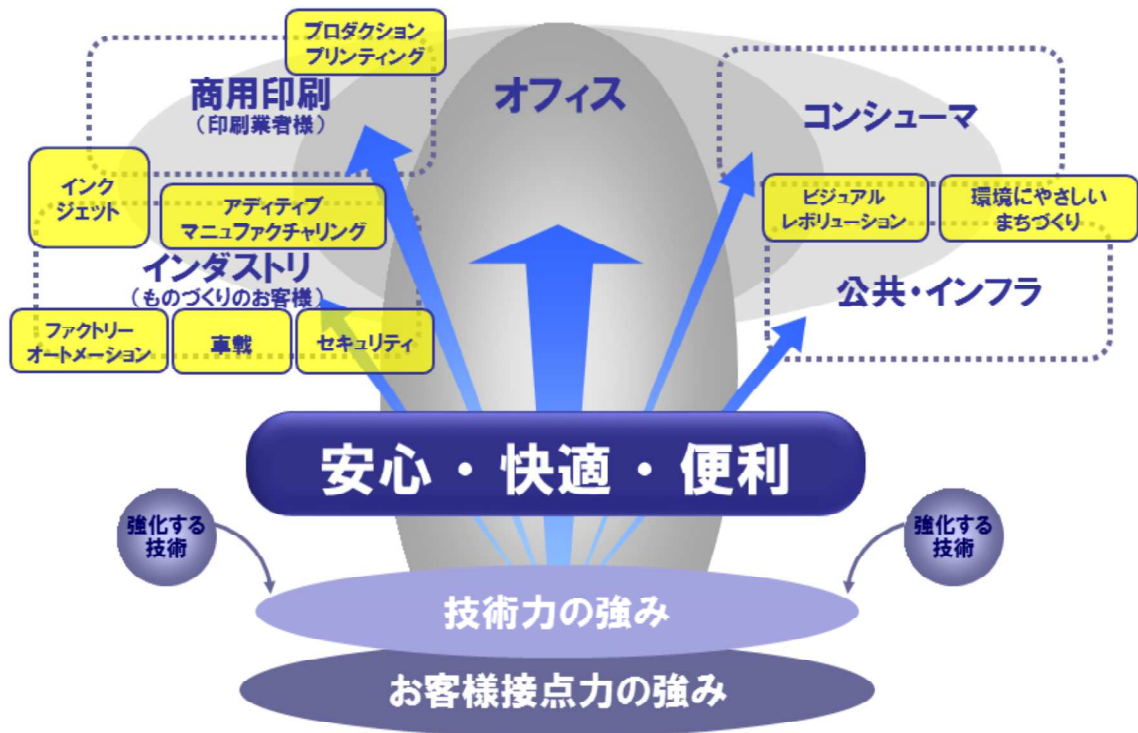 プロダクション
プリンティング
商用印刷
(印刷業者様)
オフィス
コンシューマ
インク
ジェット
アディティブ
マニュファクチャリング
ビジュアル
レボリューション
環境にやさしい
まちづくり
インダストリ
(ものづくりのお客様)
公共・インフラ
ファクトリー
オートメーション
車載
セキュリティ
安心・快適・便利
強化する
技術
強化する
技術
技術力の強み
お客様接点力の強み